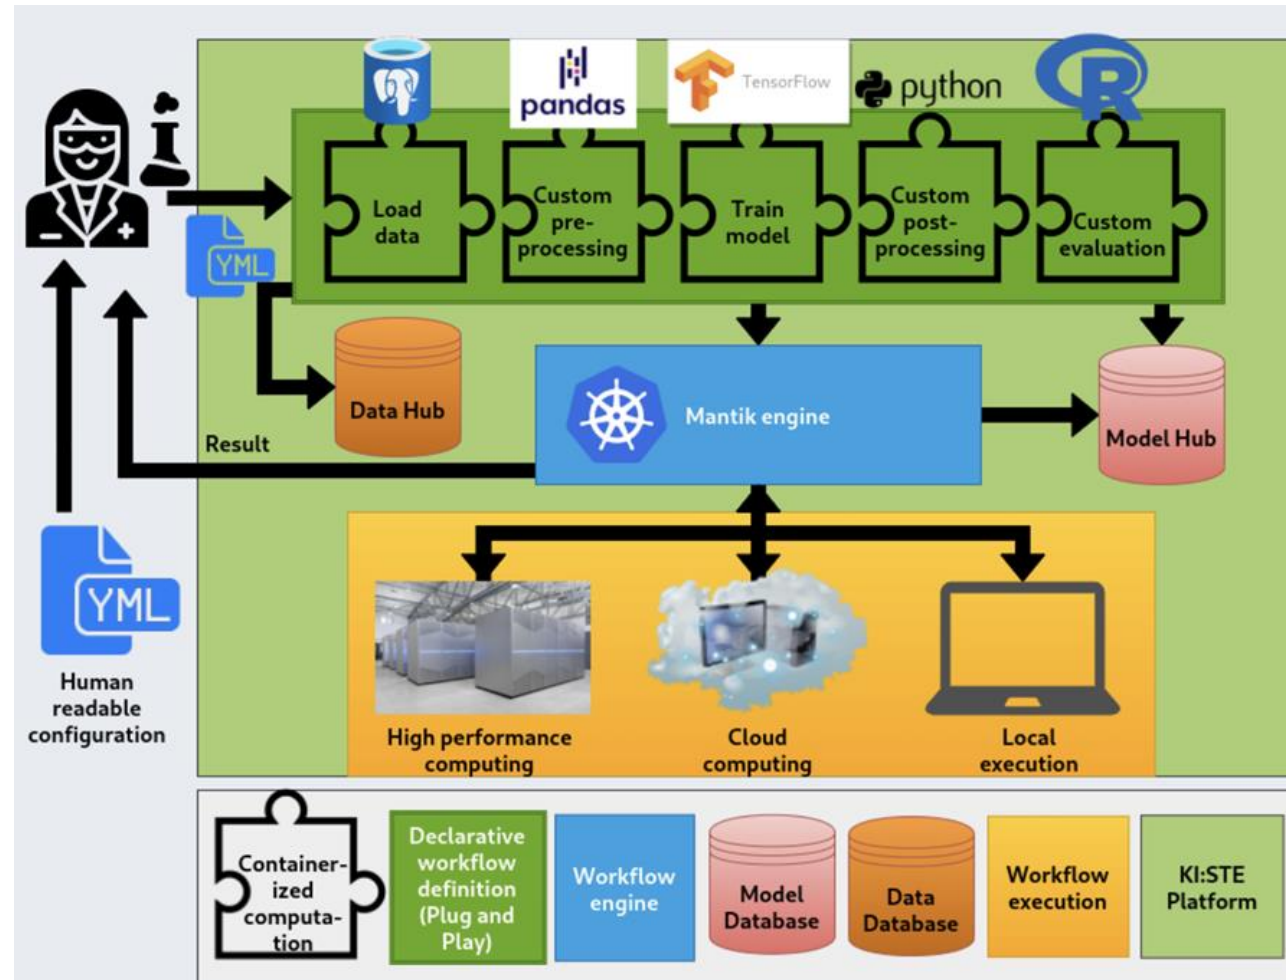 pandas
TensorFlow
python
R
Load
data
Custom
pre-
processing
Train
model
Custom
post-
processing
Custom
evaluation
YML
Data Hub
Mantik engine
Model Hub
Result
YML
Human
readable
configuration
High performance
computing
Cloud
computing
Local
execution
Container-
ized
computa-
tion
Declarative
workflow
definition
(Plug and
Play)
Workflow
engine
Model
Database
Data
Database
Workflow
execution
KI:STE
Platform